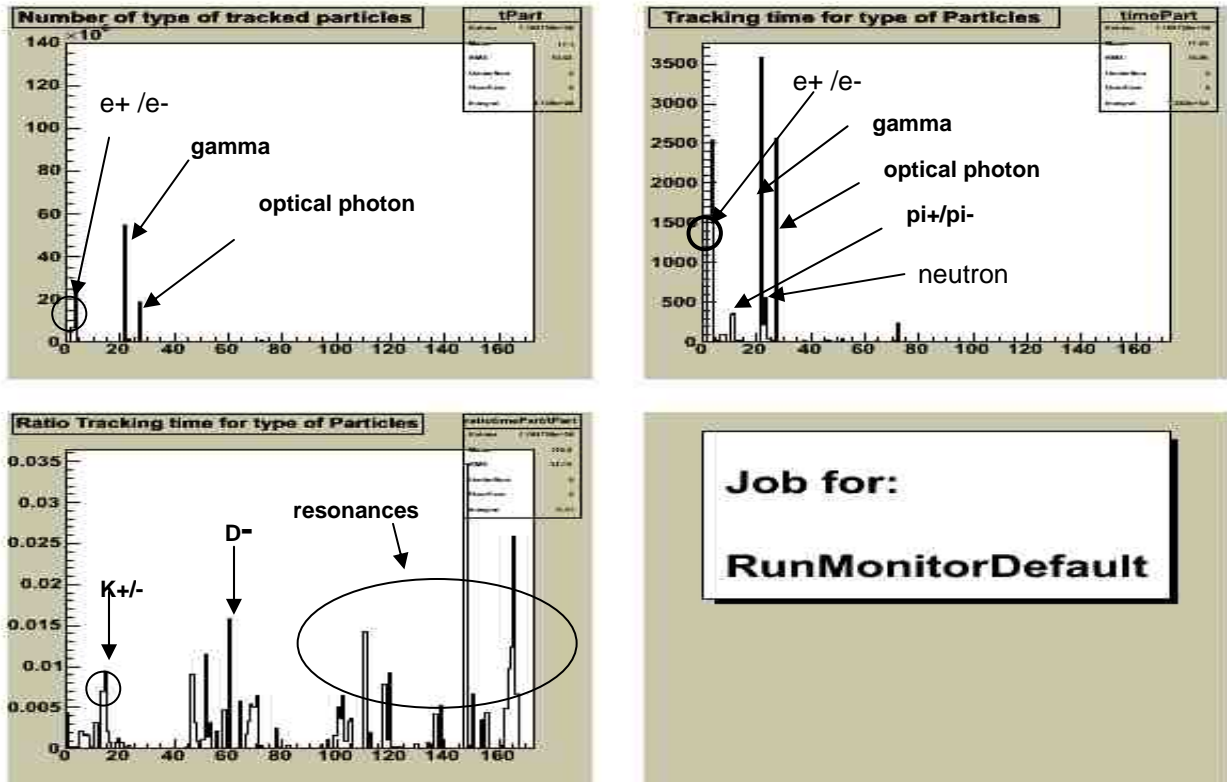 Number of type of tracked particles
tPart
140
120
100
80
60
40
20
0
0 20 40 60 80 100 120 140 160
e+ /e-
gamma
optical photon
Tracking time for type of Particles
timePart
3500
3000
2500
2000
1500
1000
500
0
0 20 40 60 80 100 120 140 160
e+ /e-
gamma
optical photon
pi+/pi-
neutron
Ratio Tracking time for type of Particles
0.035
0.03
0.025
0.02
0.015
0.01
0.005
0
0 20 40 60 80 100 120 140 160
K+/-
D-
resonances
Job for:
RunMonitorDefault